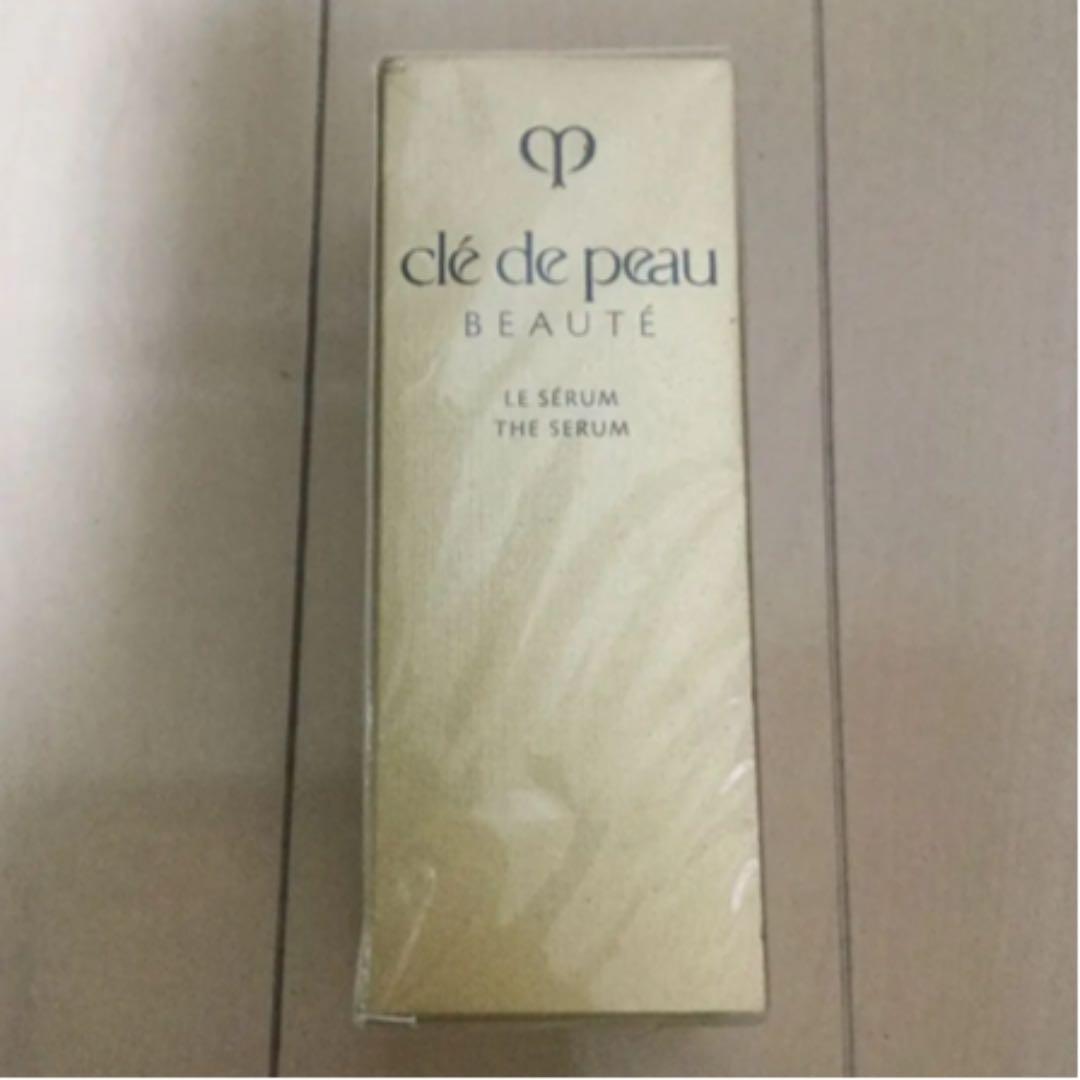 clé de peau
BEAUTÉ
LE SÉRUM
THE SERUM